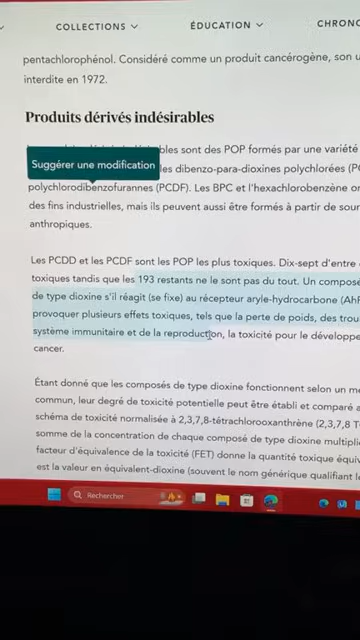 COLLECTIONS ÉDUCATION CHRONO
pentachlorophénol. Considéré comme un produit cancérogène, son u
interdite en 1972.
Produits dérivés indésirables
bles sont des POP formés par une variété
Suggérer une modification
les dibenzo-para-dioxines polychlorées (P
polychlorodibenzofurannes (PCDF). Les BPC et l'hexachlorobenzène
des fins industrielles, mais ils peuvent aussi être formés à partir de sour
anthropiques.
Les PCDD et les PCDF sont les POP les plus toxiques. Dix-sept d'entre
toxiques tandis que les 193 restants ne le sont pas du tout. Un composé
de type dioxine s'il réagit (se fixe) au récepteur aryle-hydrocarbone (Ah
provoquer plusieurs effets toxiques, tels que la perte de poids, des trou
système immunitaire et de la reproduction, la toxicité pour le développe
cancer.
Étant donné que les composés de type dioxine fonctionnent selon un mé
commun, leur degré de toxicité potentielle peut être établi et comparé
schéma de toxicité normalisée à 2,3,7,8-tétrachlorooxanthrène (2,3,7,8 T
somme de la concentration de chaque composé de type dioxine multipli
facteur d'équivalence de la toxicité (FET) donne la quantité toxique équi
est la valeur en équivalent-dioxine (souvent le nom générique qualifiant
Rechercher